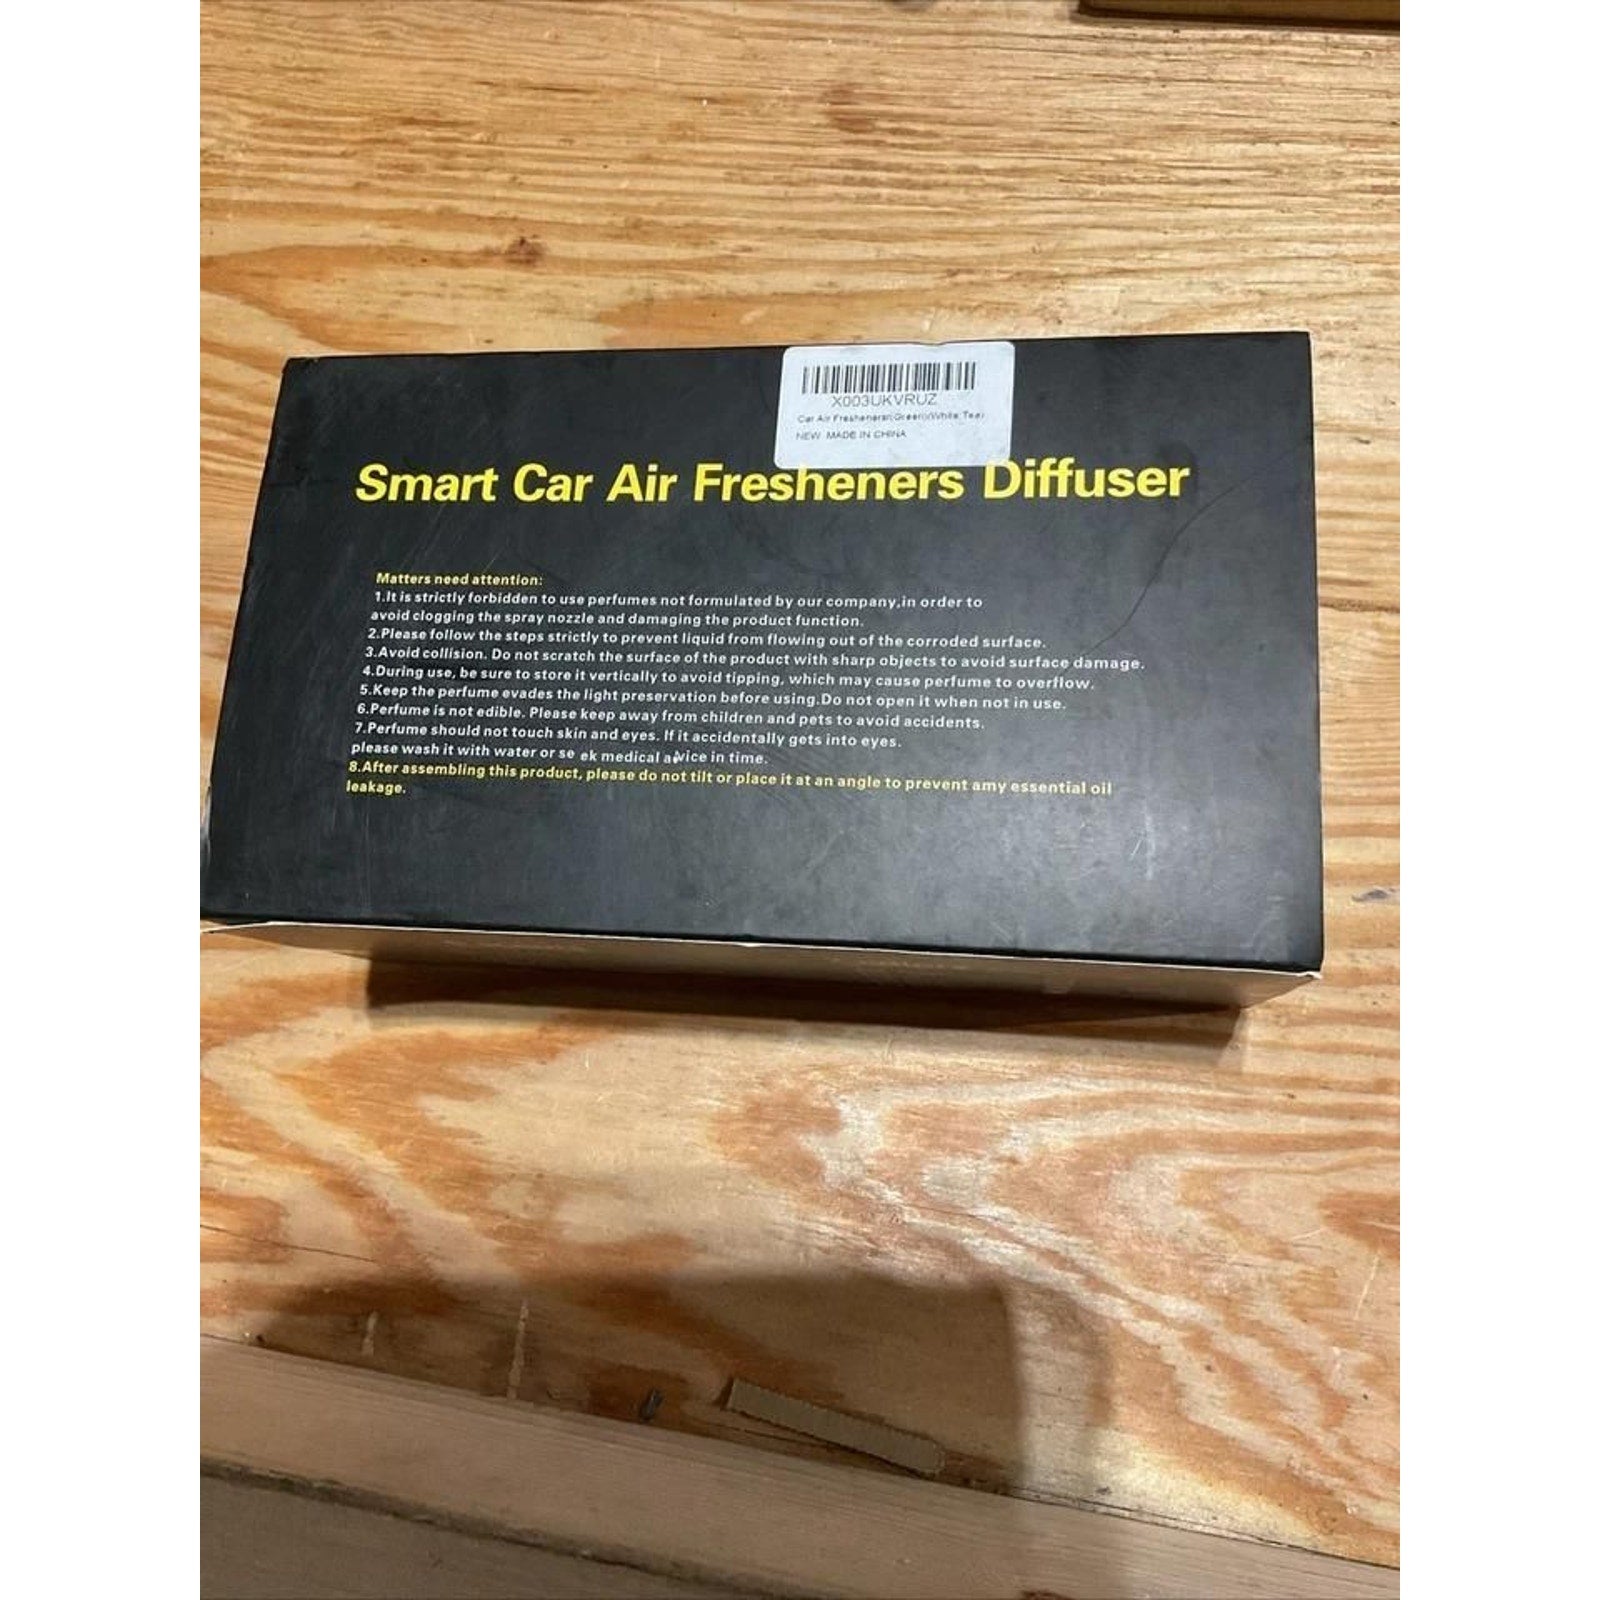 X003UKVRUZ
Car Air Fresheners(Green)(White Tea)
NEW MADE IN CHINA
Smart Car Air Fresheners Diffuser
Matters need attention:
1.It is strictly forbidden to use perfumes not formulated by our company,in order to
avoid clogging the spray nozzle and damaging the product function.
2.Please follow the steps strictly to prevent liquid from flowing out of the corroded surface.
3.Avoid collision. Do not scratch the surface of the product with sharp objects to avoid surface damage.
4.During use, be sure to store it vertically to avoid tipping, which may cause perfume to overflow.
5.Keep the perfume evades the light preservation before using.Do not open it when not in use.
6.Perfume is not edible. Please keep away from children and pets to avoid accidents.
7.Perfume should not touch skin and eyes. If it accidentally gets into eyes.
please wash it with water or se ek medical advice in time.
8.After assembling this product, please do not tilt or place it at an angle to prevent amy essential oil
leakage.